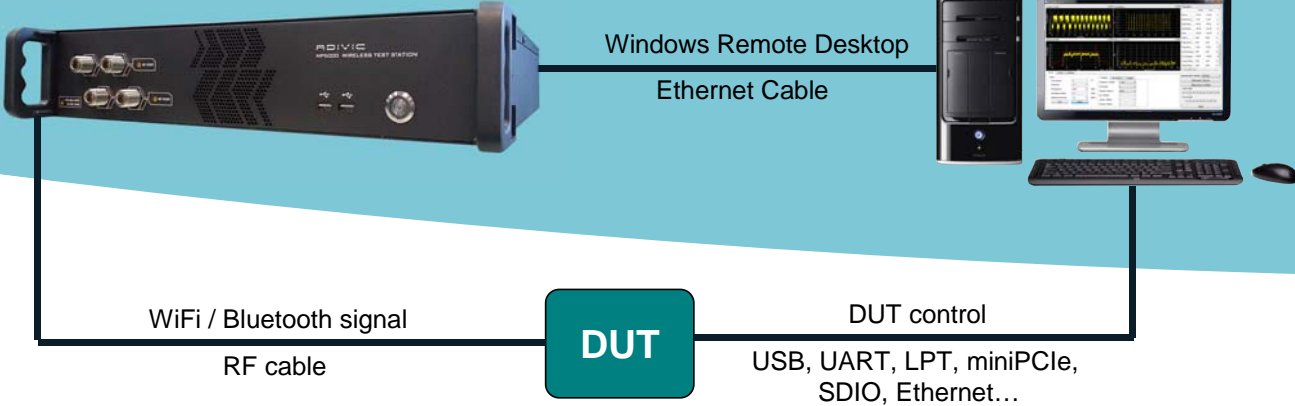 ADIVIC
MP5000 WIRELESS TEST STATION
Windows Remote Desktop
Ethernet Cable
WiFi / Bluetooth signal
RF cable
DUT
DUT control
USB, UART, LPT, miniPCIe,
SDIO, Ethernet…